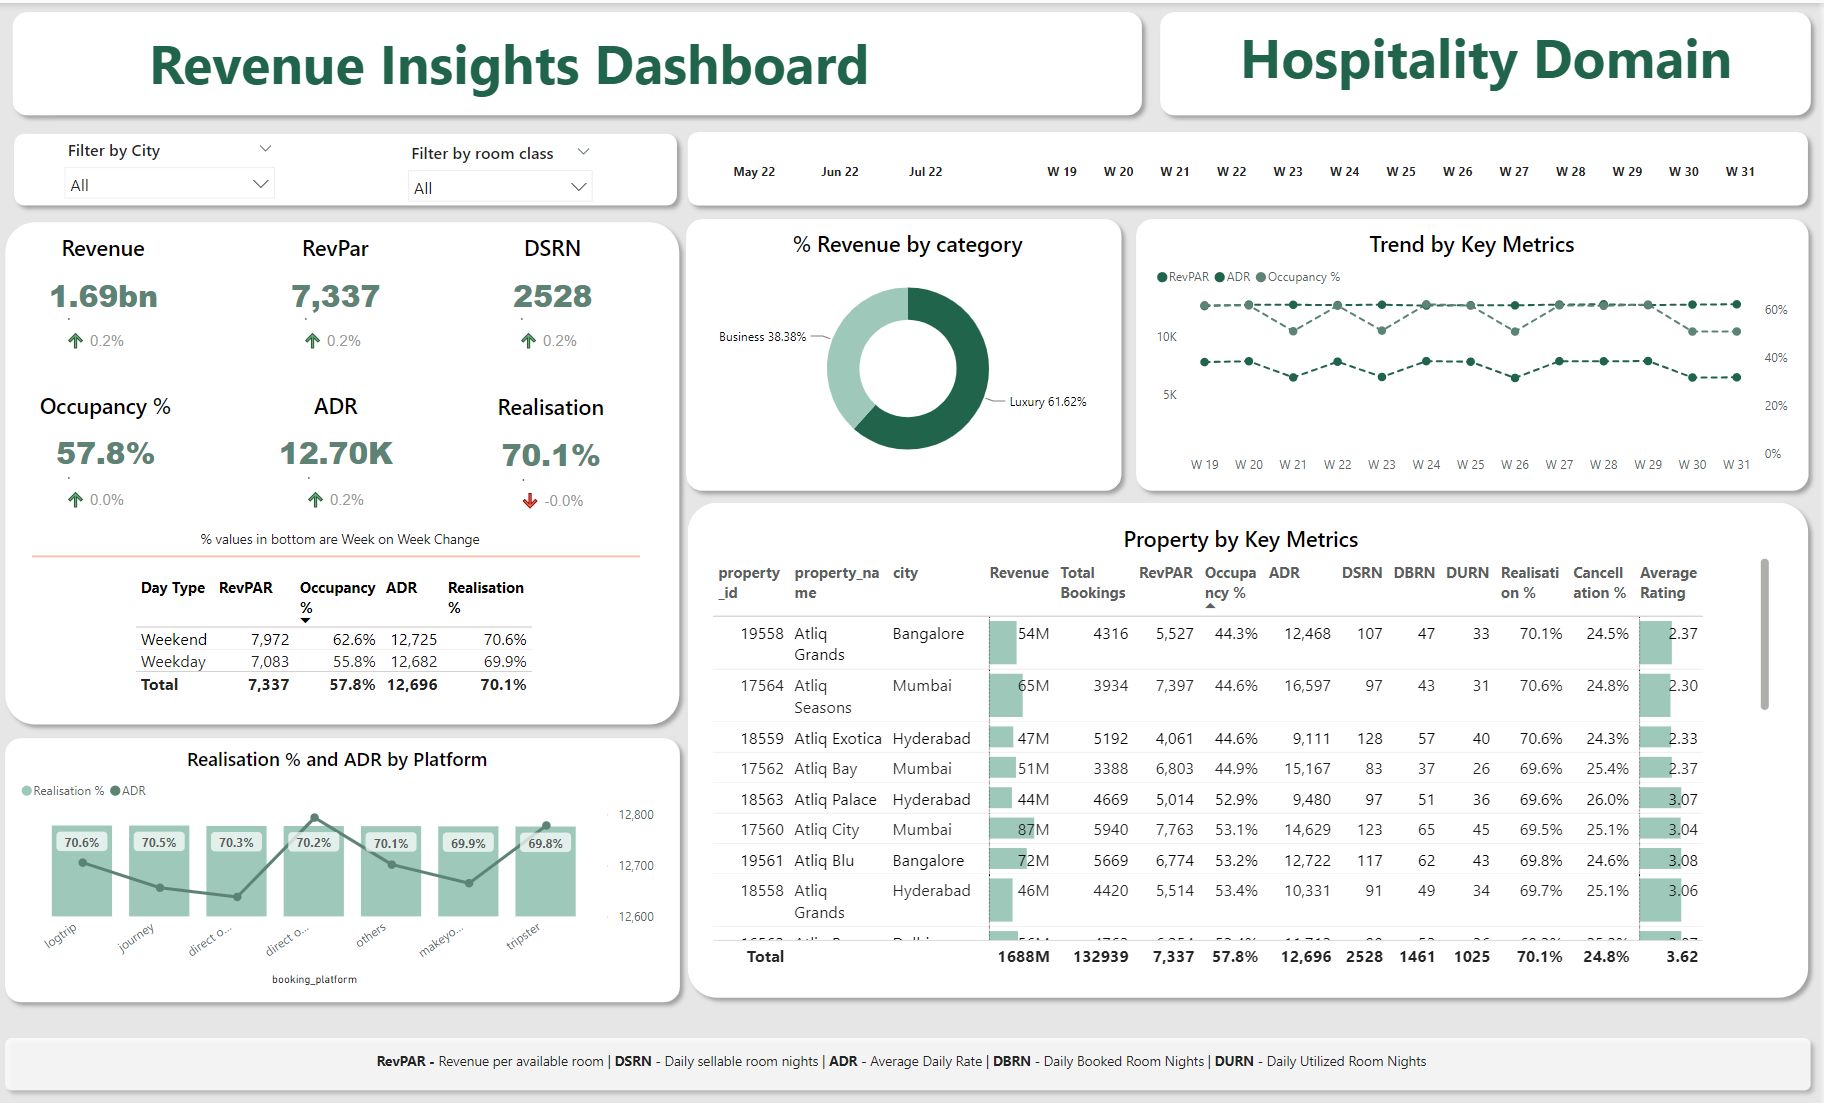 Revenue Insights Dashboard
Hospitality Domain
Filter by City
All
Filter by room class
All
May 22 Jun 22 Jul 22
W 19 W 20 W 21 W 22 W 23 W 24 W 25 W 26 W 27 W 28 W 29 W 30 W 31
Revenue RevPar DSRN
1.69bn 7,337 2528
0.2% 0.2% 0.2%
Occupancy % ADR Realisation
57.8% 12.70K 70.1%
0.0% 0.2% -0.0%
% values in bottom are Week on Week Change
Day Type RevPAR Occupancy % ADR Realisation %
Weekend 7,972 62.6% 12,725 70.6%
Weekday 7,083 55.8% 12,682 69.9%
Total 7,337 57.8% 12,696 70.1%
% Revenue by category
Business 38.38%
Luxury 61.62%
Trend by Key Metrics
RevPAR ADR Occupancy %
10K
5K
60%
40%
20%
0%
W 19 W 20 W 21 W 22 W 23 W 24 W 25 W 26 W 27 W 28 W 29 W 30 W 31
Realisation % and ADR by Platform
Realisation % ADR
70.6% 70.5% 70.3% 70.2% 70.1% 69.9% 69.8%
12,800
12,700
12,600
logtrip journey direct o... direct o... others makeyo... tripster
booking_platform
Property by Key Metrics
property_id property_name city Revenue Total Bookings RevPAR Occupancy % ADR DSRN DBRN DURN Realisation % Cancellation % Average Rating
19558 Atliq Grands Bangalore 54M 4316 5,527 44.3% 12,468 107 47 33 70.1% 24.5% 2.37
17564 Atliq Seasons Mumbai 65M 3934 7,397 44.6% 16,597 97 43 31 70.6% 24.8% 2.30
18559 Atliq Exotica Hyderabad 47M 5192 4,061 44.6% 9,111 128 57 40 70.6% 24.3% 2.33
17562 Atliq Bay Mumbai 51M 3388 6,803 44.9% 15,167 83 37 26 69.6% 25.4% 2.37
18563 Atliq Palace Hyderabad 44M 4669 5,014 52.9% 9,480 97 51 36 69.6% 26.0% 3.07
17560 Atliq City Mumbai 87M 5940 7,763 53.1% 14,629 123 65 45 69.5% 25.1% 3.04
19561 Atliq Blu Bangalore 72M 5669 6,774 53.2% 12,722 117 62 43 69.8% 24.6% 3.08
18558 Atliq Grands Hyderabad 46M 4420 5,514 53.4% 10,331 91 49 34 69.7% 25.1% 3.06
Total 1688M 132939 7,337 57.8% 12,696 2528 1461 1025 70.1% 24.8% 3.62
RevPAR - Revenue per available room | DSRN - Daily sellable room nights | ADR - Average Daily Rate | DBRN - Daily Booked Room Nights | DURN - Daily Utilized Room Nights